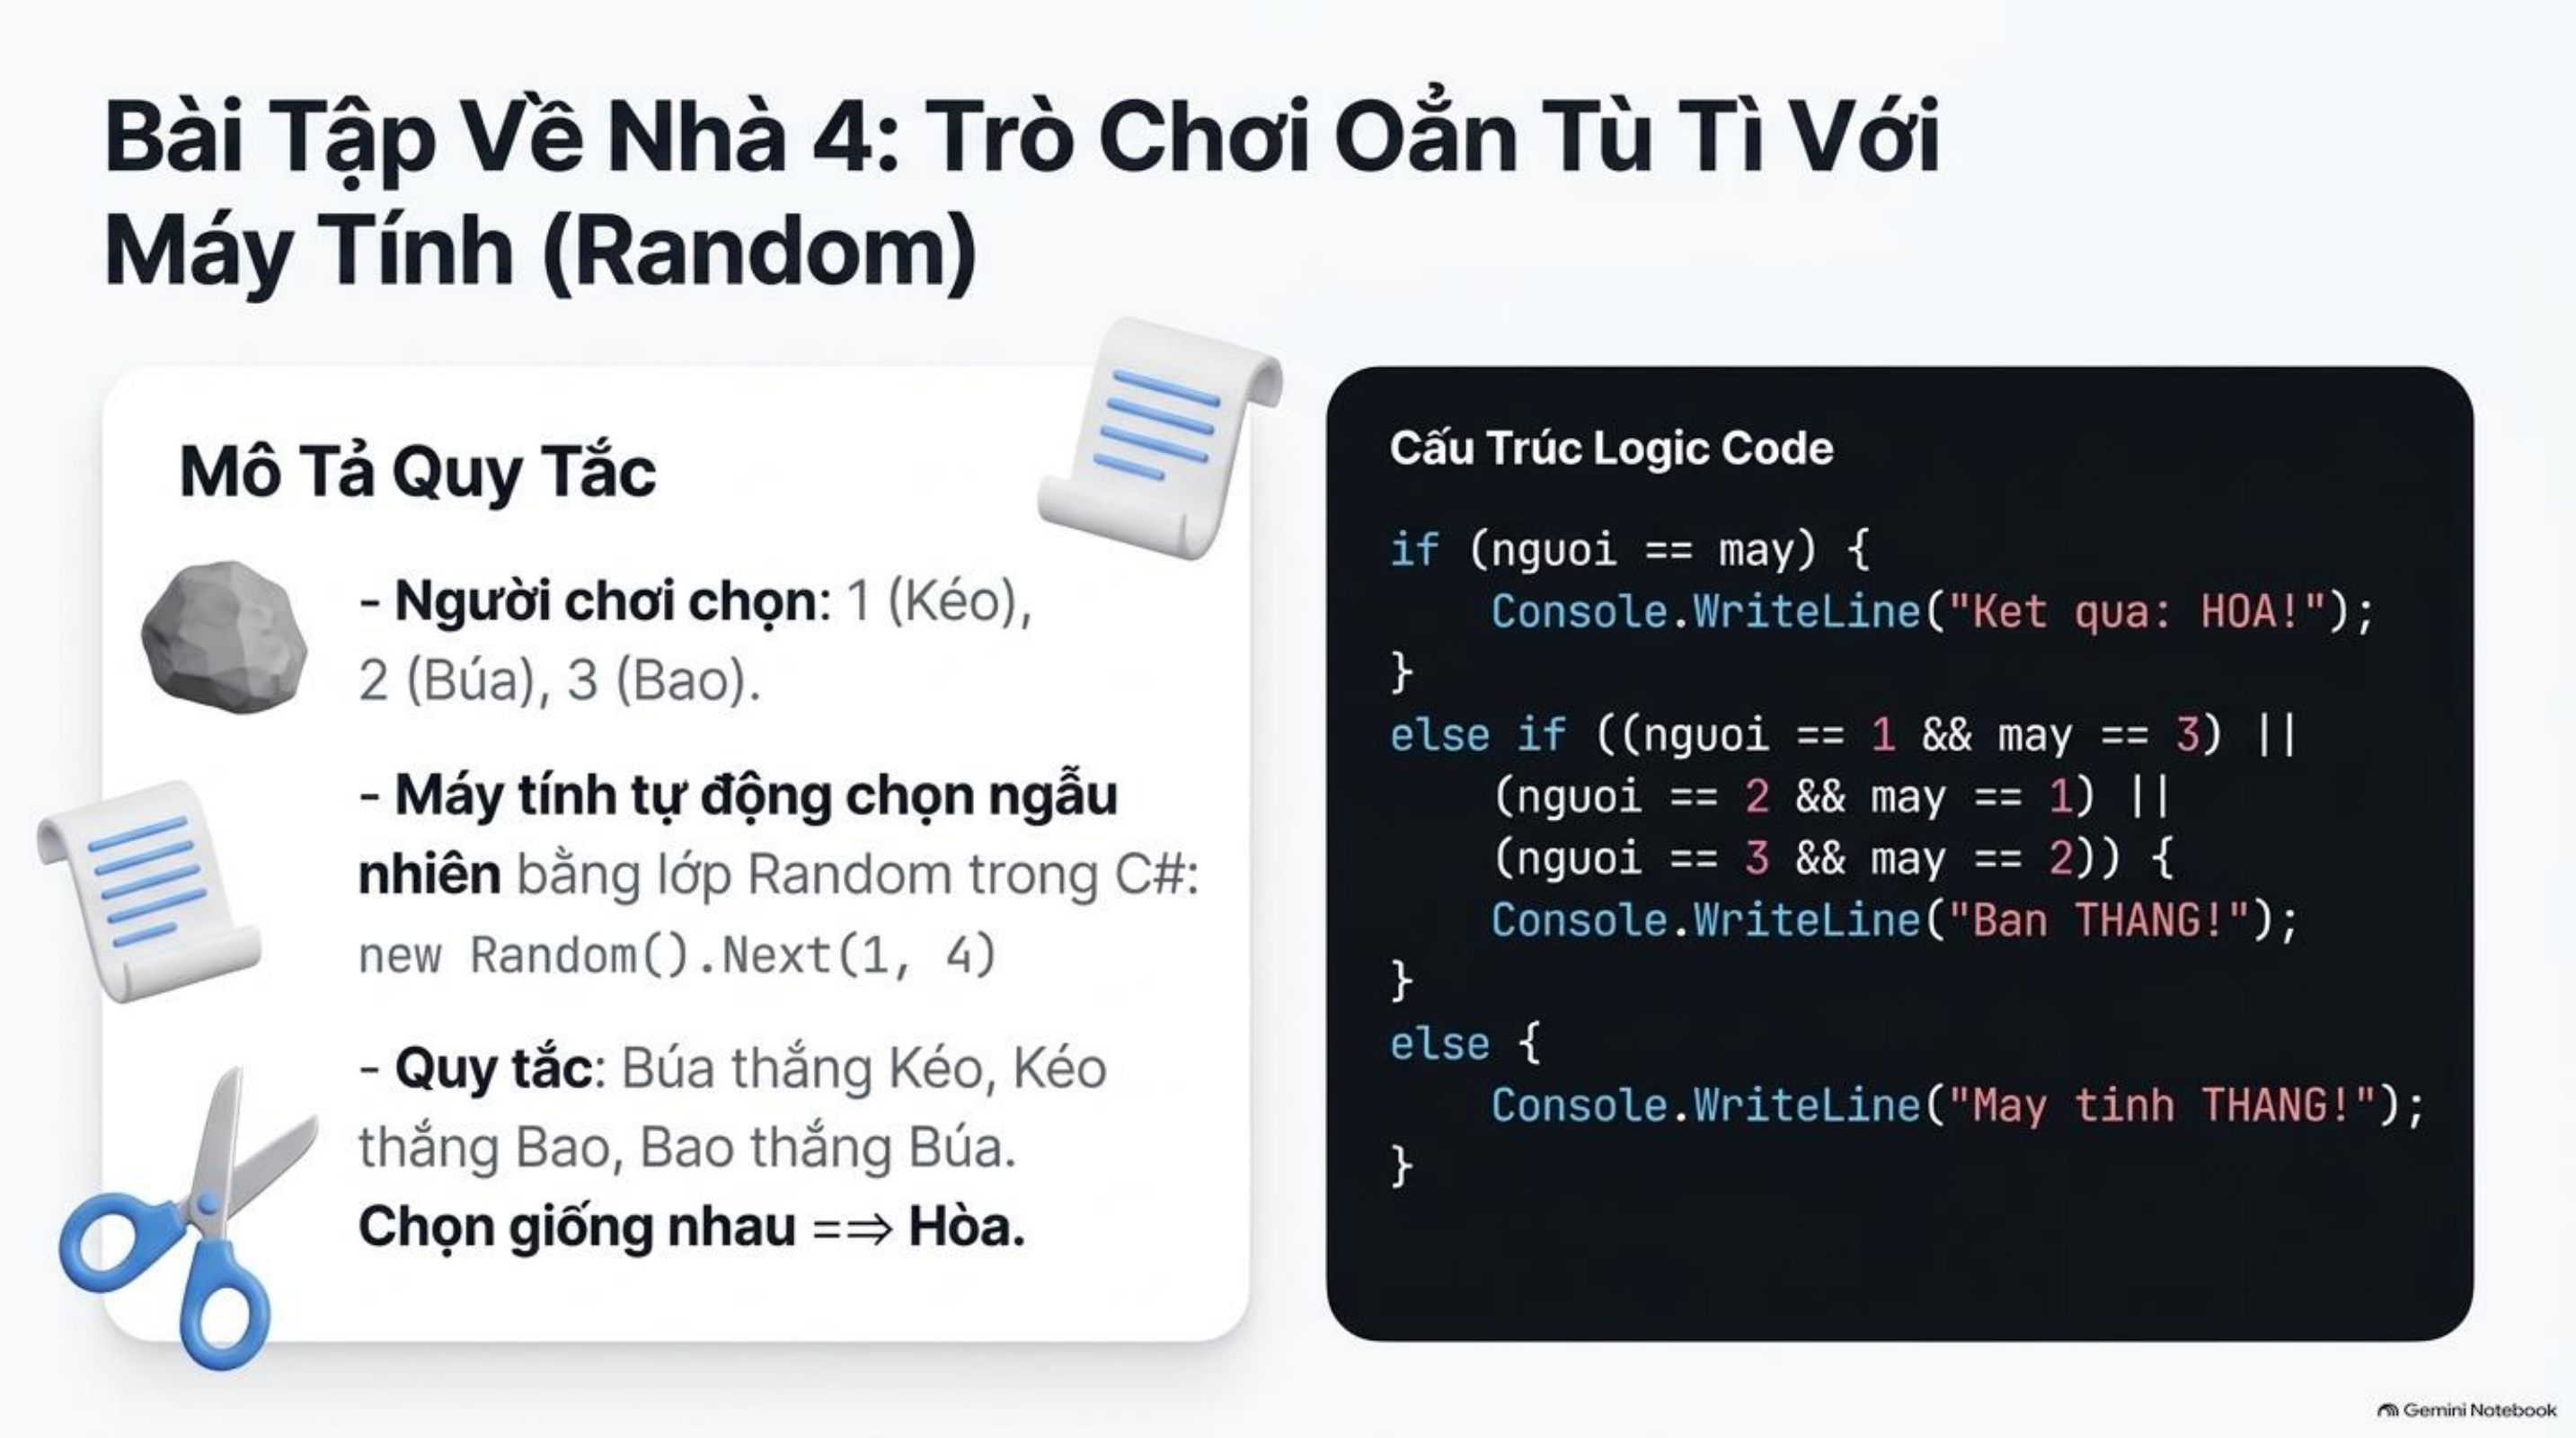 Bài Tập Về Nhà 4: Trò Chơi Oẳn Tù Tì Với
Máy Tính (Random)
Mô Tả Quy Tắc
- Người chơi chọn: 1 (Kéo),
2 (Búa), 3 (Bao).
- Máy tính tự động chọn ngẫu
nhiên bằng lớp Random trong C#:
new Random().Next(1, 4)
- Quy tắc: Búa thắng Kéo, Kéo
thắng Bao, Bao thắng Búa.
Chọn giống nhau ==> Hòa.
Cấu Trúc Logic Code
if (nguoi == may) {
    Console.WriteLine("Ket qua: HOA!");
}
else if ((nguoi == 1 && may == 3) ||
    (nguoi == 2 && may == 1) ||
    (nguoi == 3 && may == 2)) {
    Console.WriteLine("Ban THANG!");
}
else {
    Console.WriteLine("May tinh THANG!");
}
Gemini Notebook